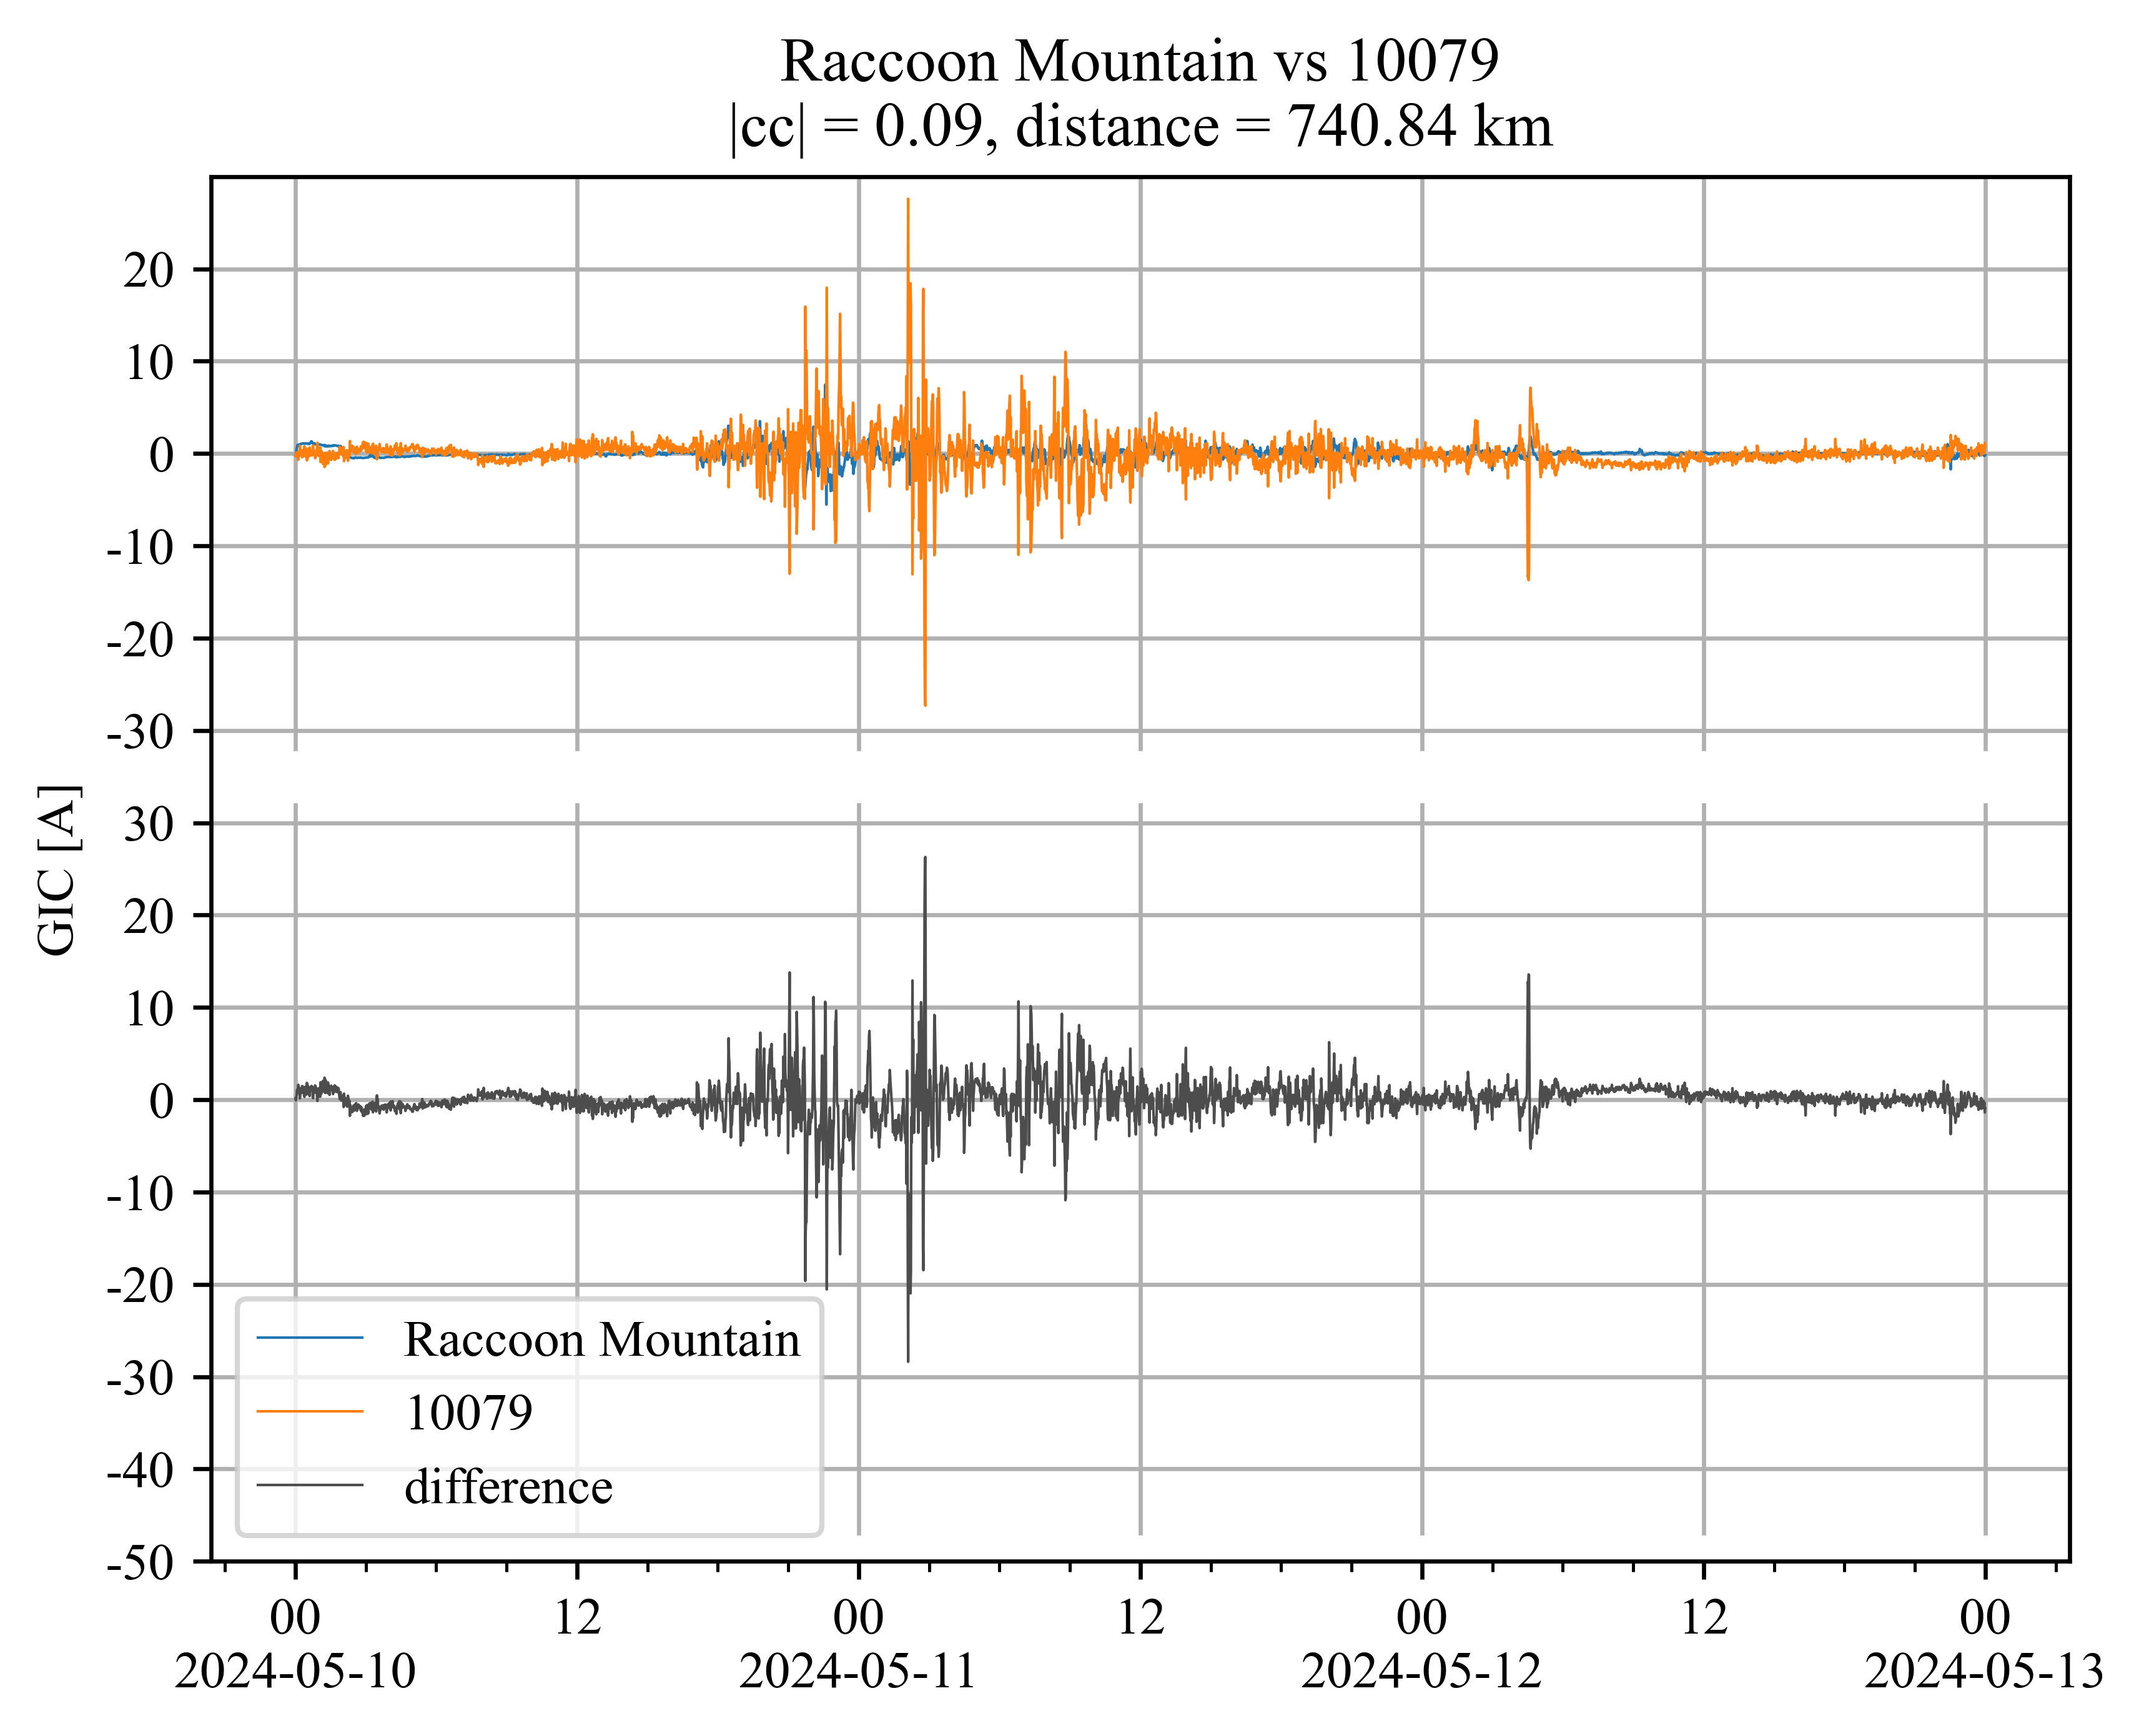 Raccoon Mountain vs 10079
|cc| = 0.09, distance = 740.84 km
20
10
0
-10
-20
-30
30
20
10
0
-10
-20
-30
-40
-50
GIC [A]
Raccoon Mountain
10079
difference
00 12 00 12 00 12 00
2024-05-10 2024-05-11 2024-05-12 2024-05-13